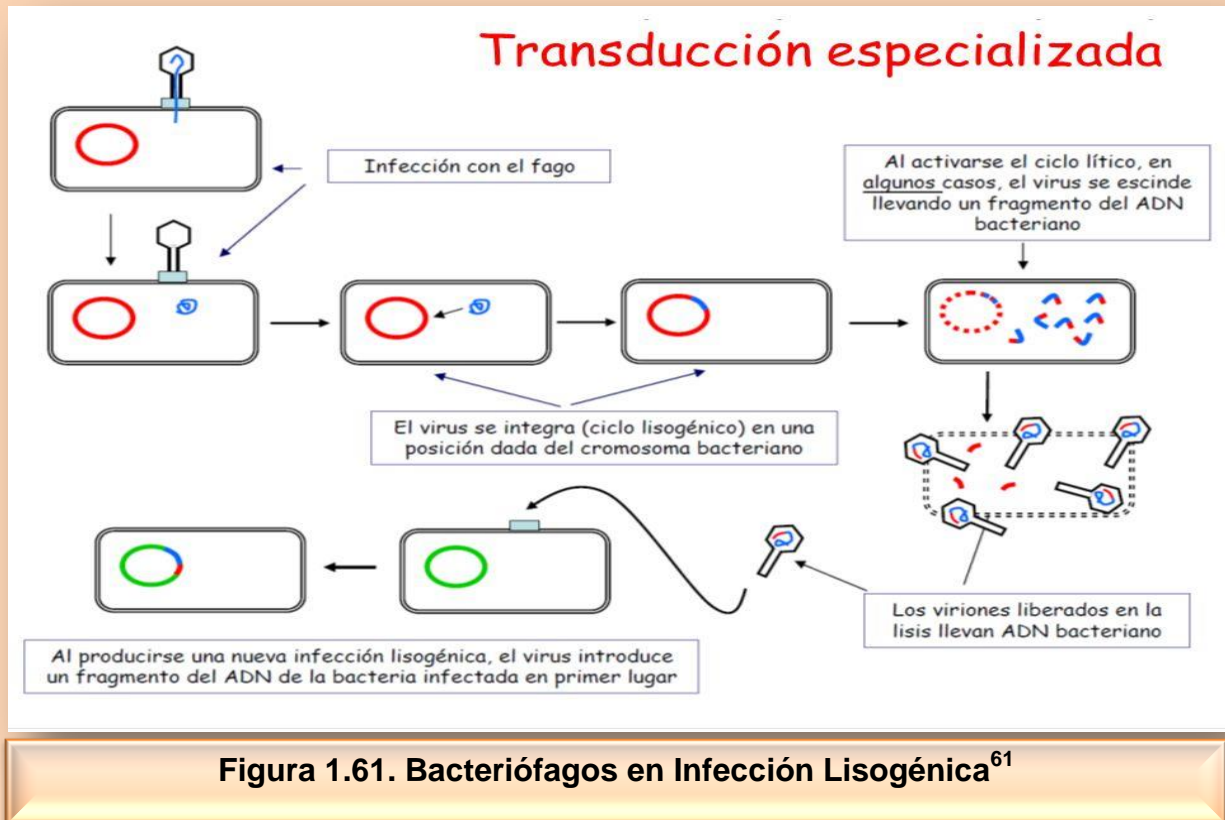 Transducción especializada
Infección con el fago
Al activarse el ciclo lítico, en
algunos casos, el virus se escinde
llevando un fragmento del ADN
bacteriano
El virus se integra (ciclo lisogénico) en una
posición dada del cromosoma bacteriano
Los viriones liberados en la
lisis llevan ADN bacteriano
Al producirse una nueva infección lisogénica, el virus introduce
un fragmento del ADN de la bacteria infectada en primer lugar
Figura 1.61. Bacteriófagos en Infección Lisogénica61